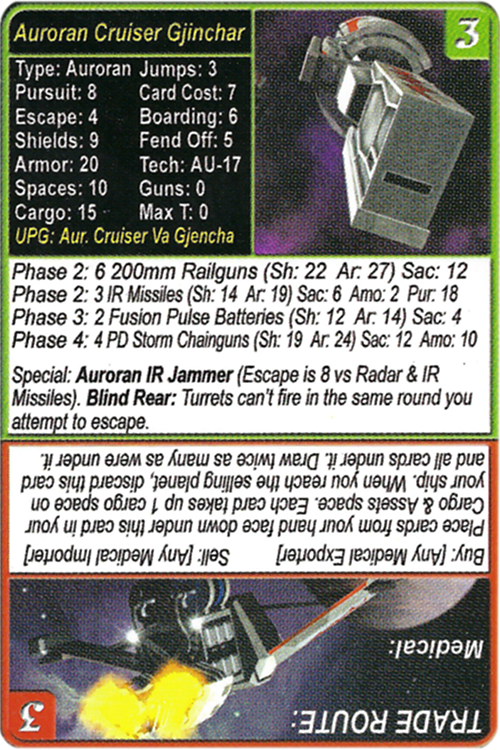 Auroran Cruiser Gjinchar
3
Type: Auroran Jumps: 3
Pursuit: 8 Card Cost: 7
Escape: 4 Boarding: 6
Shields: 9 Fend Off: 5
Armor: 20 Tech: AU-17
Spaces: 10 Guns: 0
Cargo: 15 Max T: 0
UPG: Aur. Cruiser Va Gjencha
Phase 2: 6 200mm Railguns (Sh: 22 Ar: 27) Sac: 12
Phase 2: 3 IR Missiles (Sh: 14 Ar: 19) Sac: 6 Amo: 2 Pur: 18
Phase 3: 2 Fusion Pulse Batteries (Sh: 12 Ar: 14) Sac: 4
Phase 4: 4 PD Storm Chainguns (Sh: 19 Ar: 24) Sac: 12 Amo: 10
Special: Auroran IR Jammer (Escape is 8 vs Radar & IR
Missiles). Blind Rear: Turrets can't fire in the same round you
attempt to escape.
TRADE ROUTE:
3
Medical:
Buy: [Any Medical Exporter] Sell: [Any Medical Importer]
Place cards from your hand face down under this card in your
Cargo & Assets space. Each card takes up 1 cargo space on
your ship. When you reach the selling planet, discard this card
and all cards under it. Draw twice as many as were under it.